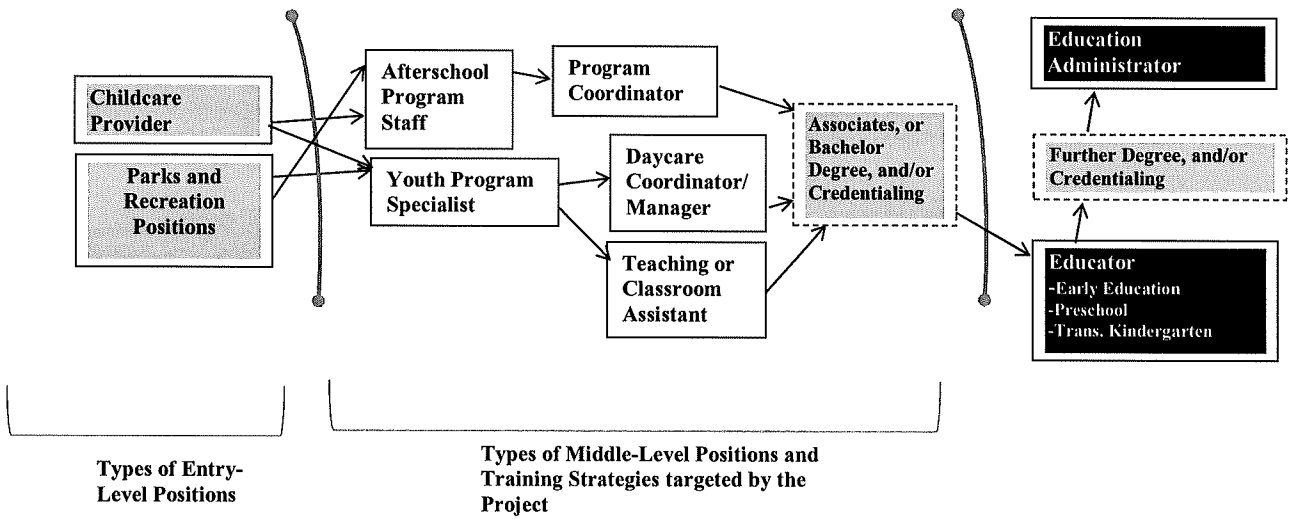 Childcare
Provider
Parks and
Recreation
Positions
Afterschool
Program
Staff
Program
Coordinator
Youth Program
Specialist
Daycare
Coordinator/
Manager
Teaching or
Classroom
Assistant
Associates, or
Bachelor
Degree, and/or
Credentialing
Education
Administrator
Further Degree, and/or
Credentialing
Educator
-Early Education
-Preschool
-Trans. Kindergarten
Types of Entry-
Level Positions
Types of Middle-Level Positions and
Training Strategies targeted by the
Project